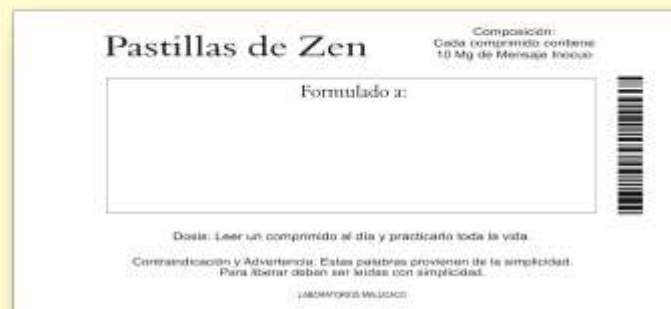 Pastillas de Zen
Composición:
Cada comprimido contiene
10 Mg de Mensaje Inocuo
Formulado a:
Dosis: Leer un comprimido al día y practicarlo toda la vida.
Contraindicación y Advertencia: Estas palabras provienen de la simplicidad.
Para liberar deben ser leídas con simplicidad.
LABORATORIOS